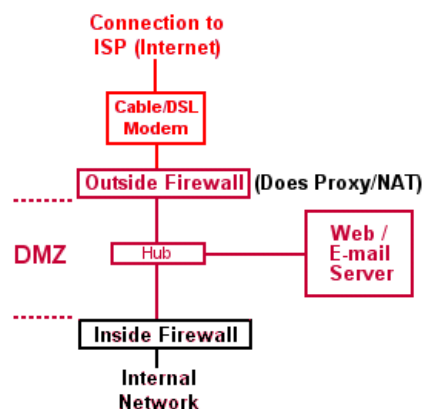 Connection to
ISP (Internet)
Cable/DSL
Modem
Outside Firewall (Does Proxy/NAT)
DMZ
Hub
Web /
E-mail
Server
Inside Firewall
Internal
Network